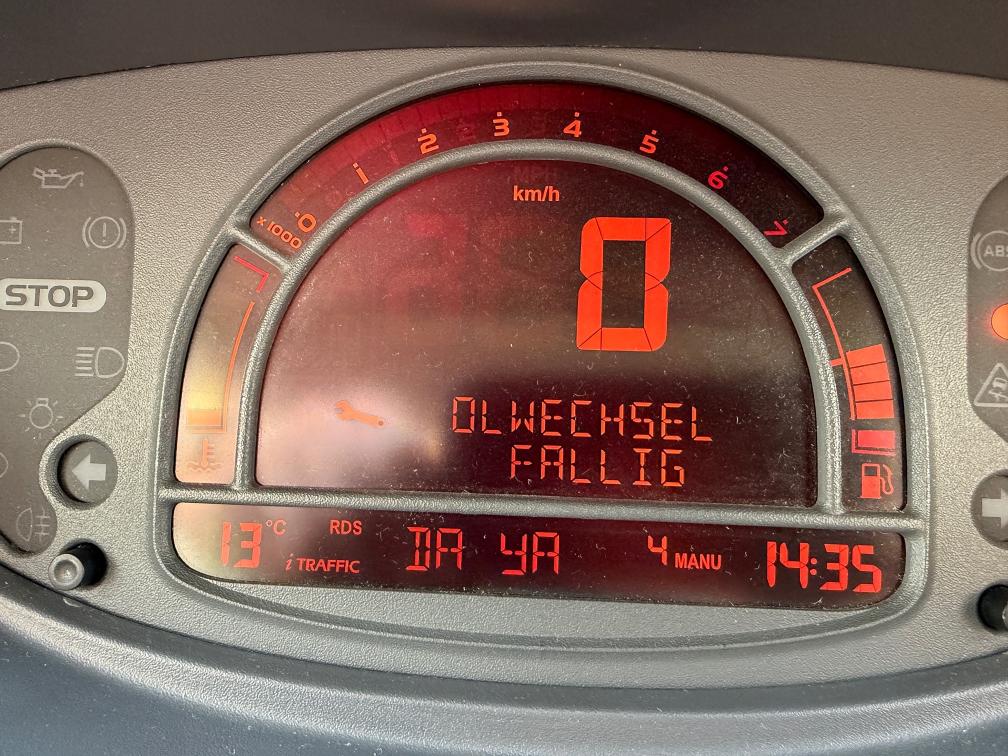 STOP
ABS
x1000 0 1 2 3 4 5 6 7
MPH
km/h
0
OLWECHSEL
FALLIG
13 °C RDS i TRAFFIC DA YA 4 MANU 14:35